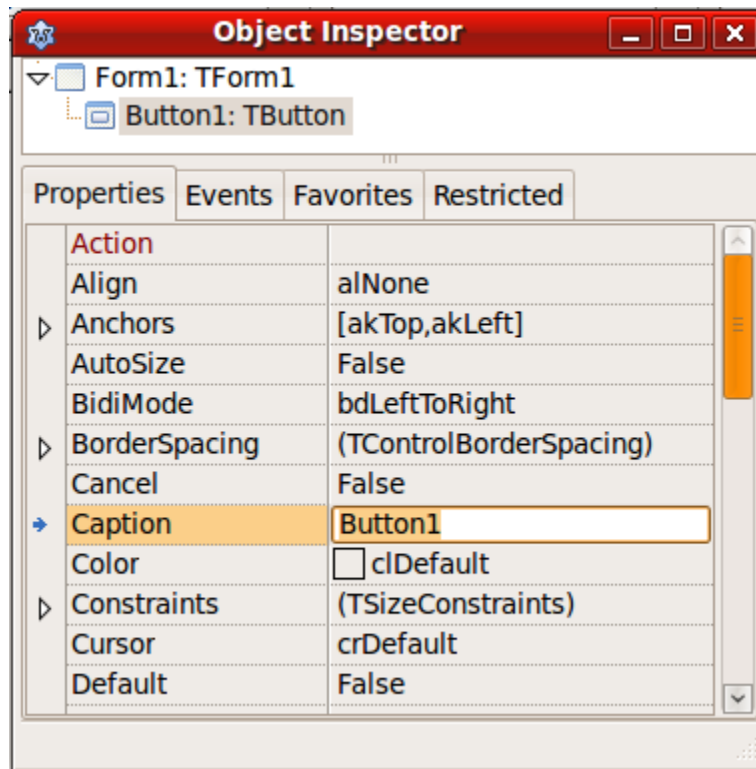 Object Inspector
Form1: TForm1
Button1: TButton
Properties Events Favorites Restricted
Action
Align alNone
Anchors [akTop,akLeft]
AutoSize False
BidiMode bdLeftToRight
BorderSpacing (TControlBorderSpacing)
Cancel False
Caption Button1
Color clDefault
Constraints (TSizeConstraints)
Cursor crDefault
Default False